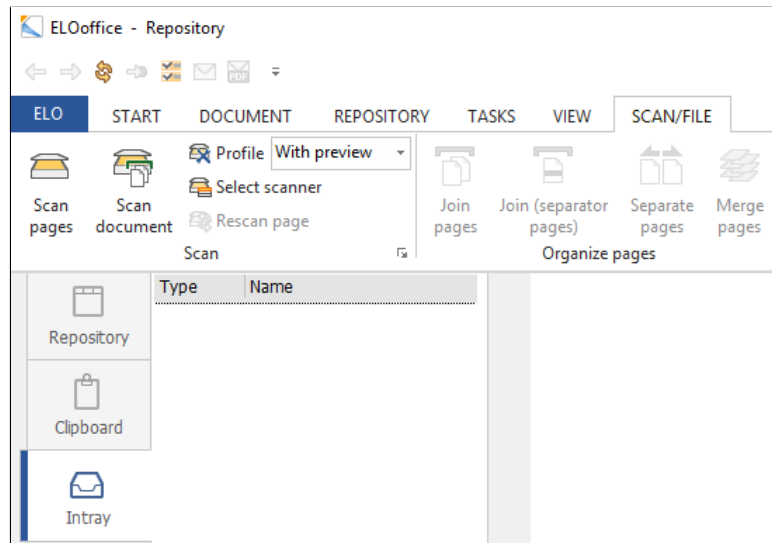 ELOoffice - Repository
PDF
ELO START DOCUMENT REPOSITORY TASKS VIEW SCAN/FILE
Scan pages
Scan document
Profile With preview
Select scanner
Rescan page
Scan
Join pages
Join (separator pages)
Separate pages
Merge pages
Organize pages
Type Name
Repository
Clipboard
Intray